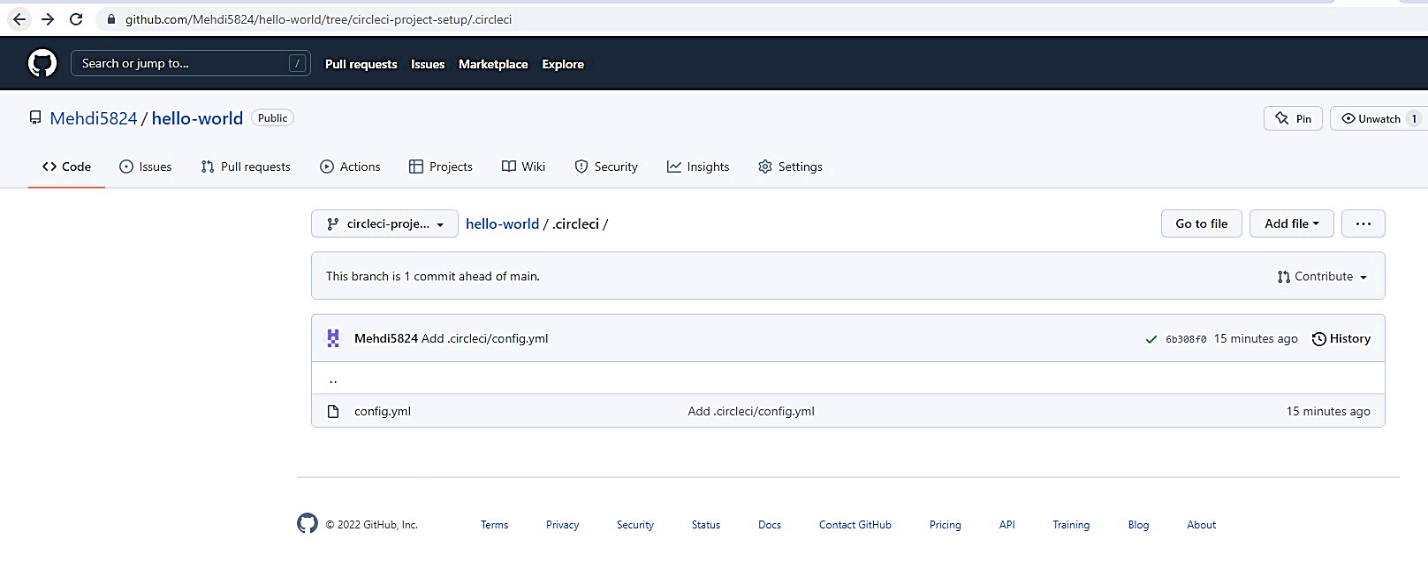 github.com/Mehdi5824/hello-world/tree/circleci-project-setup/.circleci
Search or jump to... / Pull requests Issues Marketplace Explore
Mehdi5824 / hello-world Public Pin Unwatch 1
<> Code Issues Pull requests Actions Projects Wiki Security Insights Settings
circleci-proje... hello-world / .circleci / Go to file Add file ...
This branch is 1 commit ahead of main. Contribute
Mehdi5824 Add .circleci/config.yml 6b308f0 15 minutes ago History
..
config.yml Add .circleci/config.yml 15 minutes ago
© 2022 GitHub, Inc. Terms Privacy Security Status Docs Contact GitHub Pricing API Training Blog About